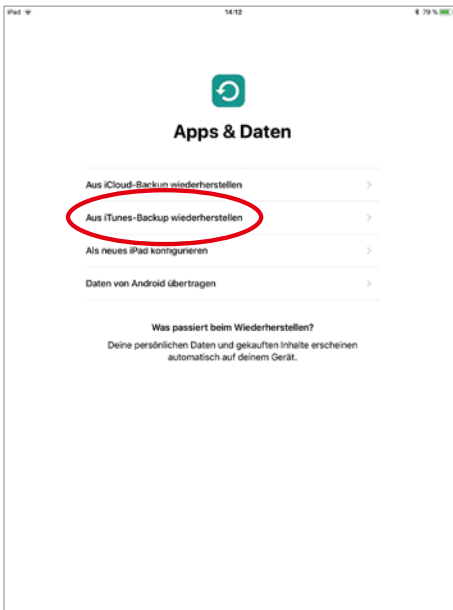 iPad
14:12
79 %
Apps & Daten
Aus iCloud-Backup wiederherstellen
Aus iTunes-Backup wiederherstellen
Als neues iPad konfigurieren
Daten von Android übertragen
Was passiert beim Wiederherstellen?
Deine persönlichen Daten und gekauften Inhalte erscheinen
automatisch auf deinem Gerät.